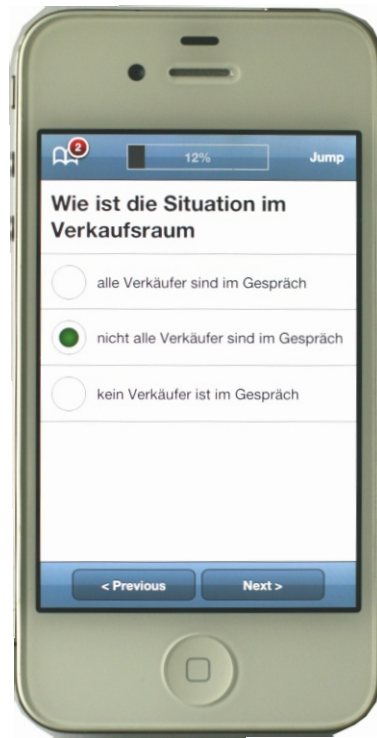 2
12%
Jump
Wie ist die Situation im
Verkaufsraum
alle Verkäufer sind im Gespräch
nicht alle Verkäufer sind im Gespräch
kein Verkäufer ist im Gespräch
< Previous
Next >